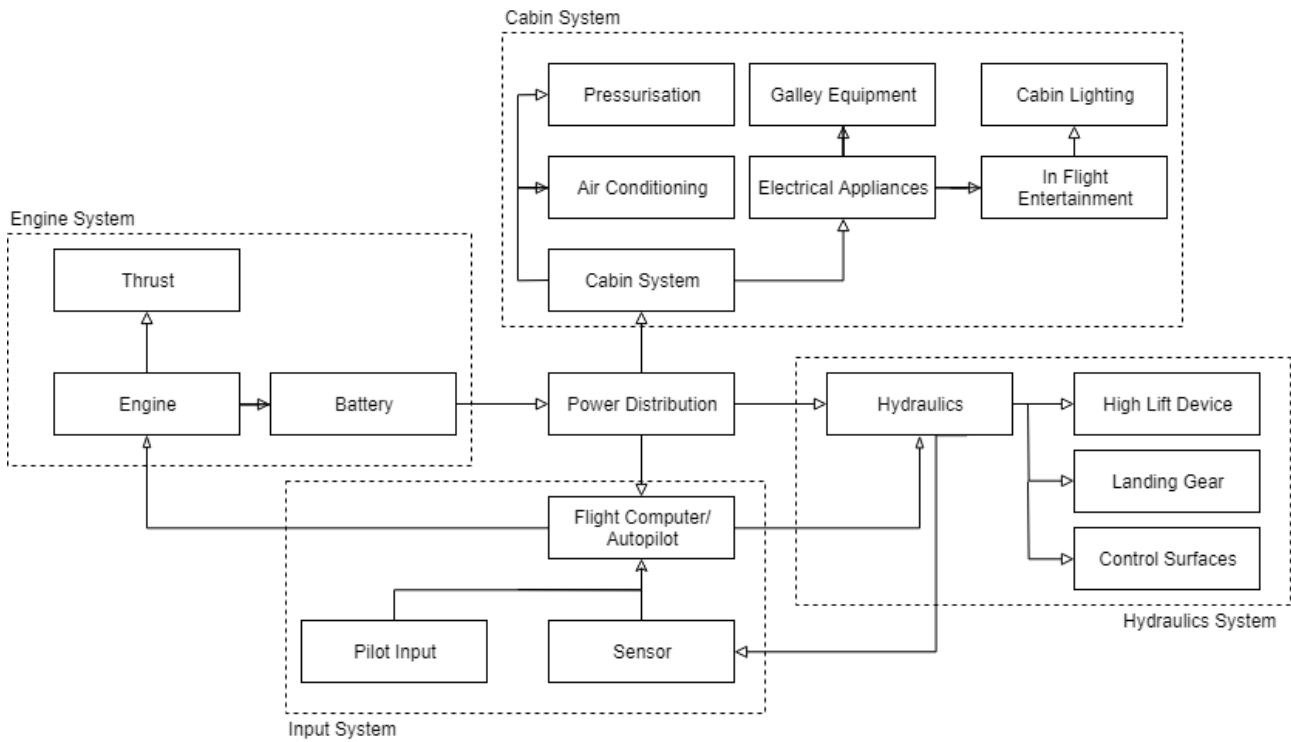 Cabin System
Pressurisation
Galley Equipment
Cabin Lighting
Air Conditioning
Electrical Appliances
In Flight
Entertainment
Engine System
Thrust
Cabin System
Engine
Battery
Power Distribution
Hydraulics
High Lift Device
Landing Gear
Flight Computer/
Autopilot
Control Surfaces
Hydraulics System
Pilot Input
Sensor
Input System